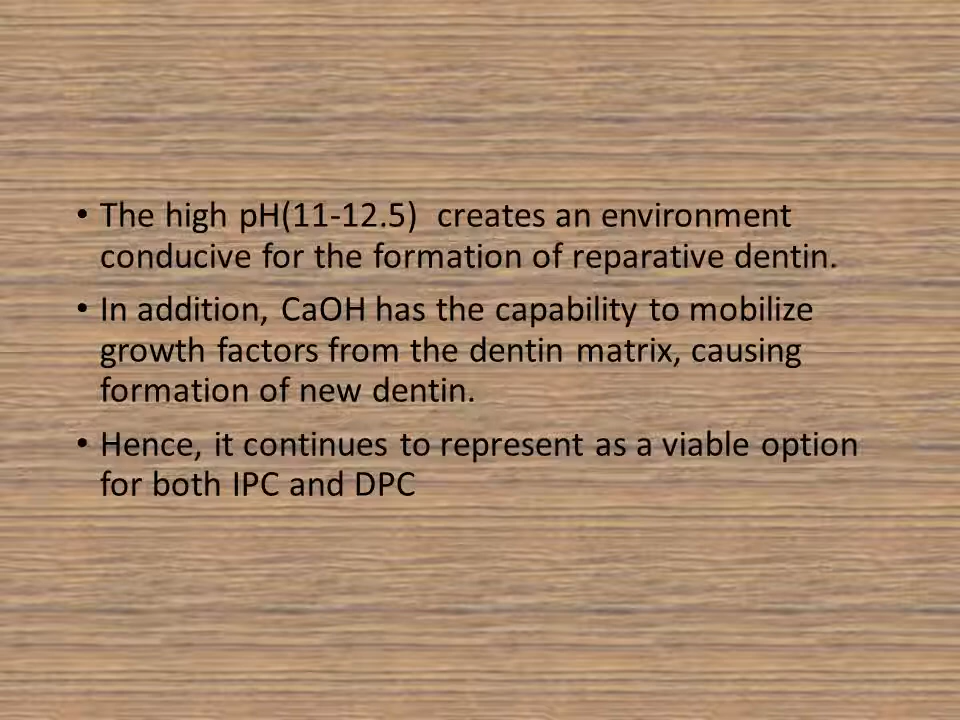 • The high pH(11-12.5)  creates an environment
conducive for the formation of reparative dentin.
• In addition, CaOH has the capability to mobilize
growth factors from the dentin matrix, causing
formation of new dentin.
• Hence, it continues to represent as a viable option
for both IPC and DPC